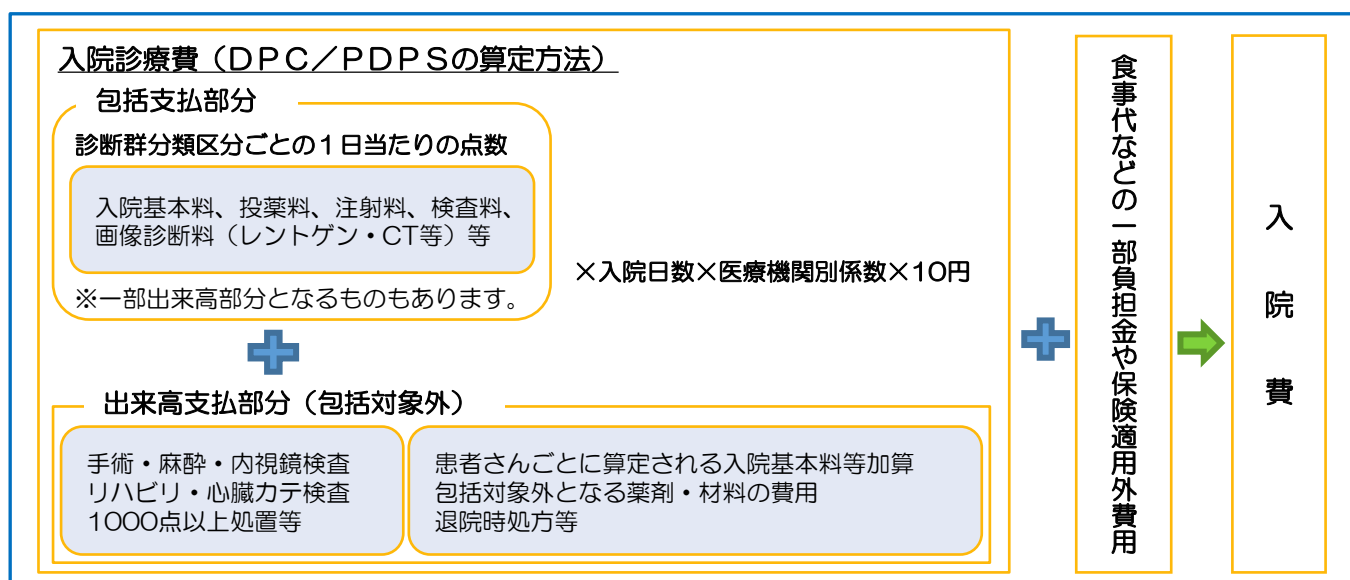 入院診療費（ＤＰＣ／ＰＤＰＳの算定方法）
包括支払部分
診断群分類区分ごとの１日当たりの点数
入院基本料、投薬料、注射料、検査料、
画像診断料（レントゲン・CT等）等
※一部出来高部分となるものもあります。
×入院日数×医療機関別係数×10円
出来高支払部分（包括対象外）
手術・麻酔・内視鏡検査
リハビリ・心臓カテ検査
1000点以上処置等
患者さんごとに算定される入院基本料等加算
包括対象外となる薬剤・材料の費用
退院時処方等
食事代などの一部負担金や保険適用外費用
入院費